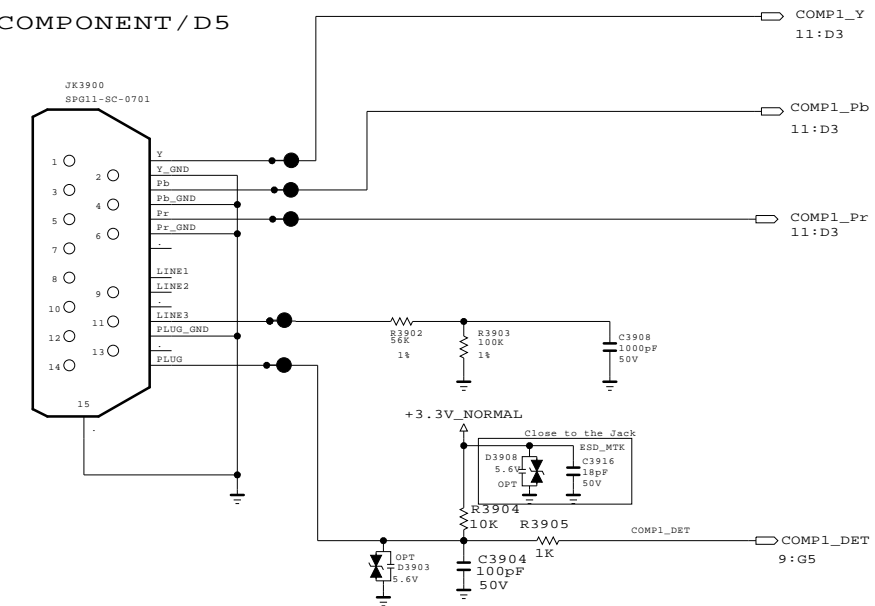 COMPONENT/D5
COMP1_Y
11:D3
COMP1_Pb
11:D3
COMP1_Pr
11:D3
JK3900
SPG11-SC-0701
1
2
3
4
5
6
7
8
9
10
11
12
13
14
15
.
Y
Y_GND
Pb
Pb_GND
Pr
Pr_GND
.
LINE1
LINE2
.
LINE3
PLUG_GND
.
PLUG
R3902
56K
1%
R3903
100K
1%
C3908
1000pF
50V
+3.3V_NORMAL
Close to the Jack
ESD_MTK
D3908
5.6V
OPT
C3916
18pF
50V
R3904
10K
R3905
1K
COMP1_DET
COMP1_DET
9:G5
OPT
D3903
5.6V
C3904
100pF
50V